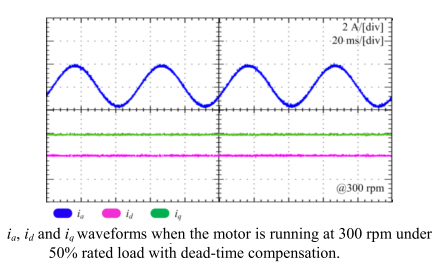 2 A/[div]
20 ms/[div]
@300 rpm
ia id iq
ia, id and iq waveforms when the motor is running at 300 rpm under
50% rated load with dead-time compensation.